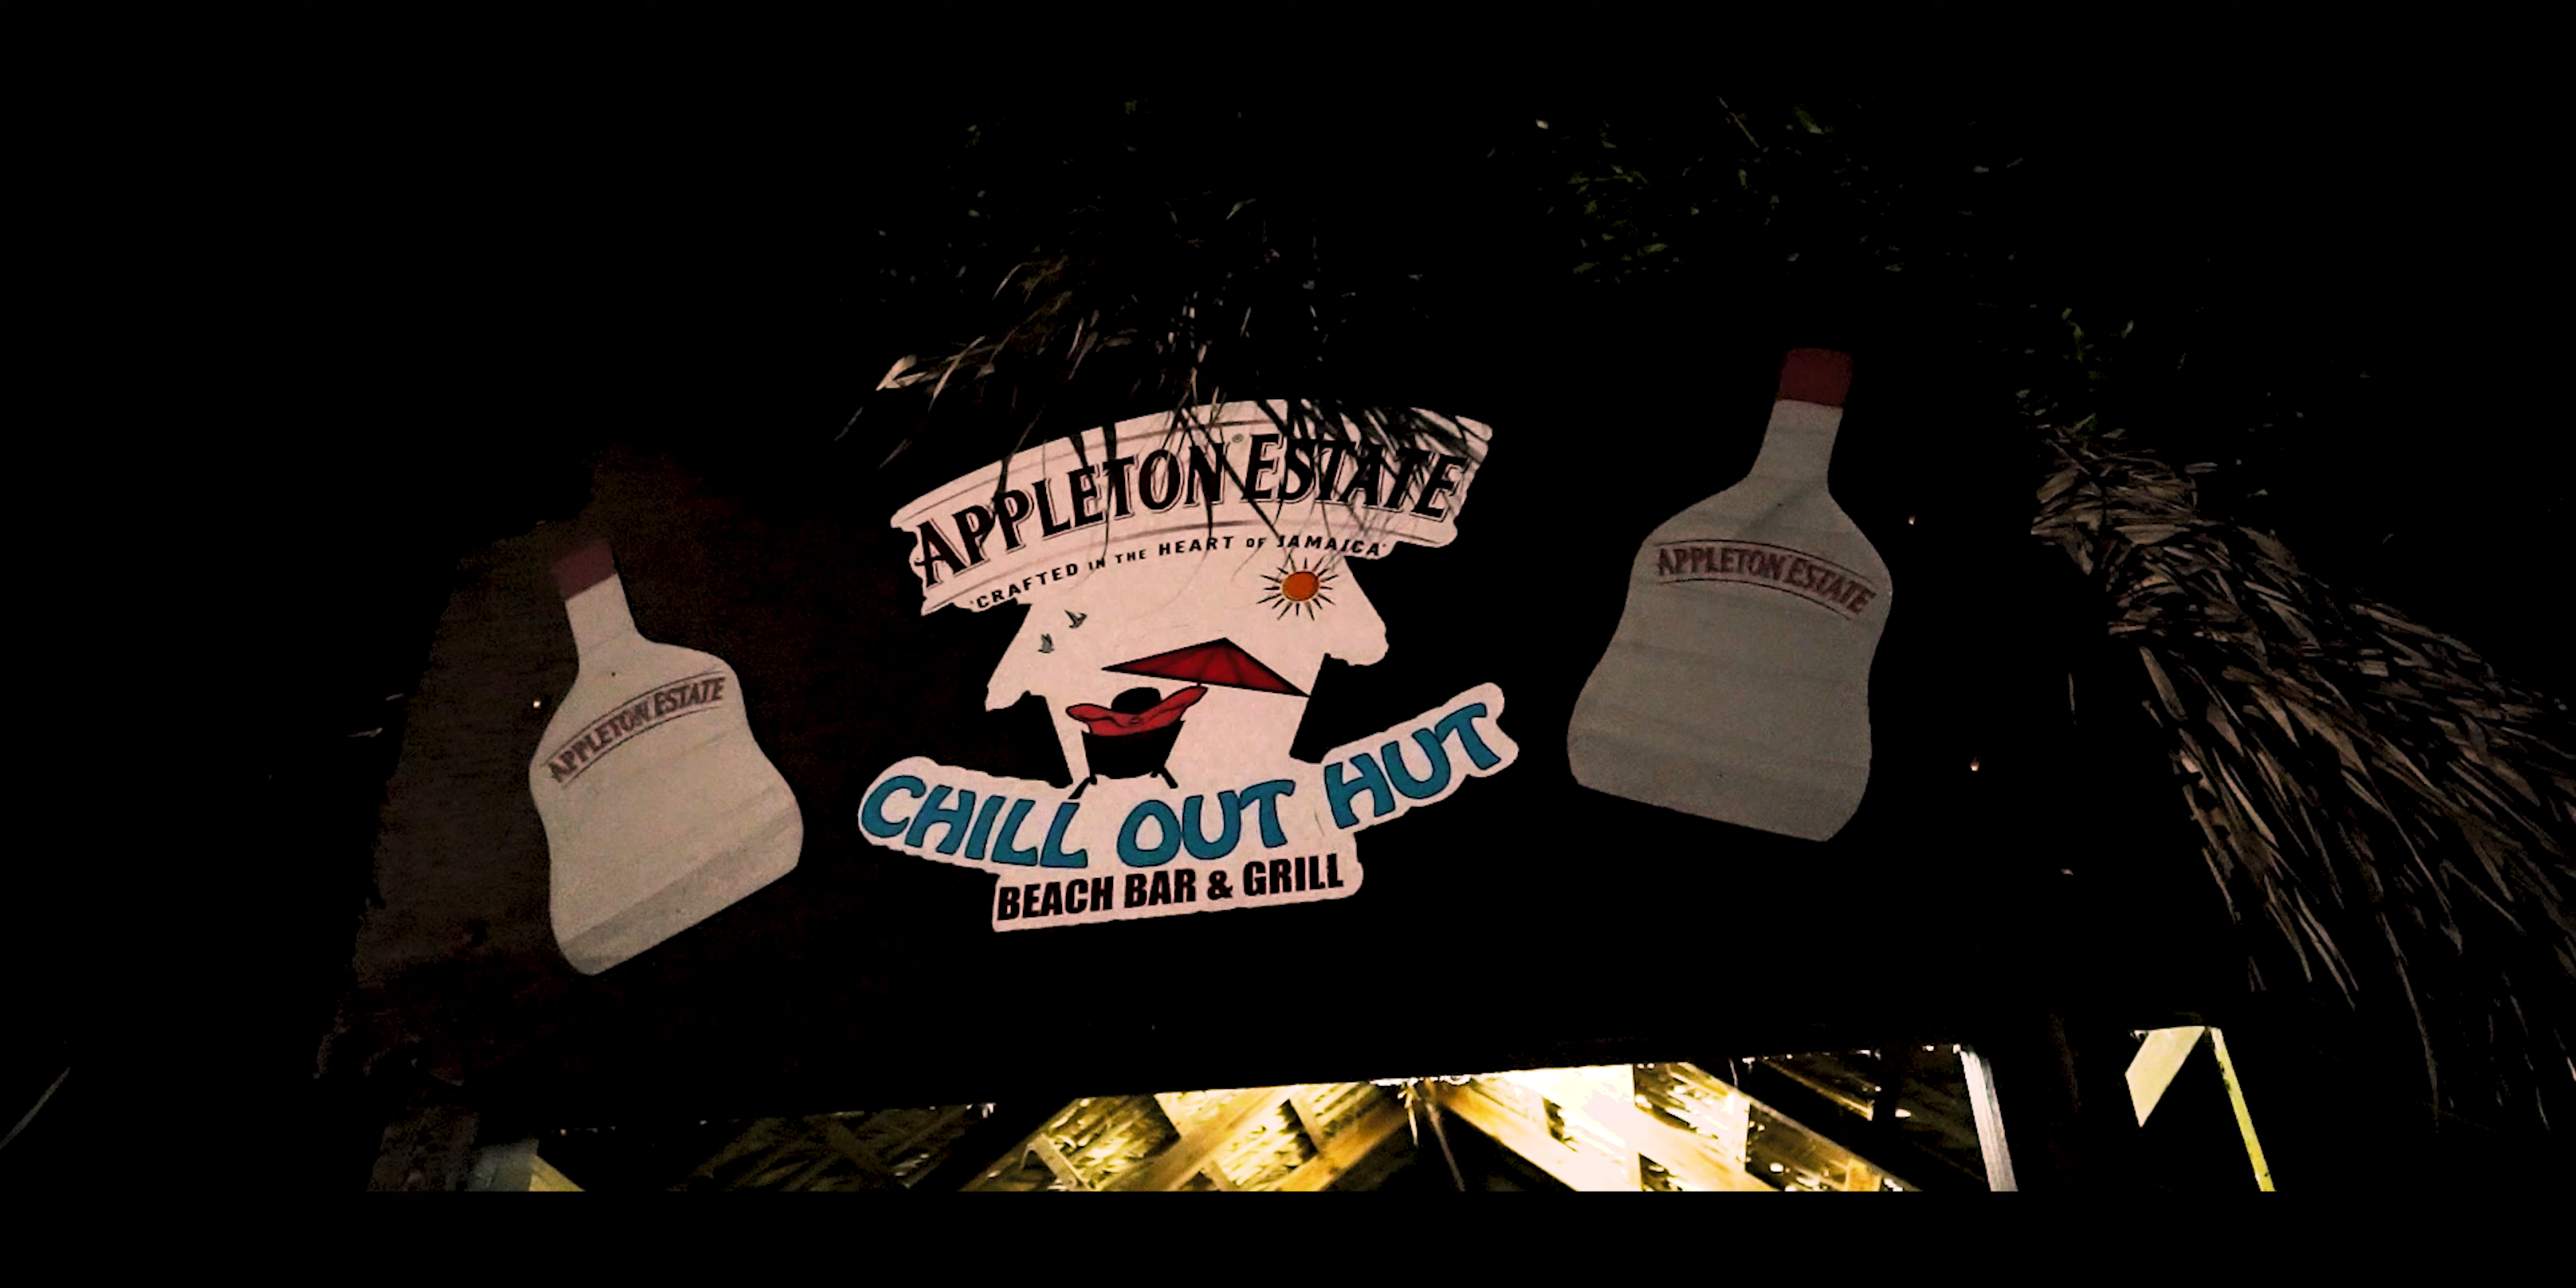 APPLETON ESTATE
APPLETON® ESTATE
'CRAFTED IN THE HEART OF JAMAICA'
CHILL OUT HUT
BEACH BAR & GRILL
APPLETON ESTATE